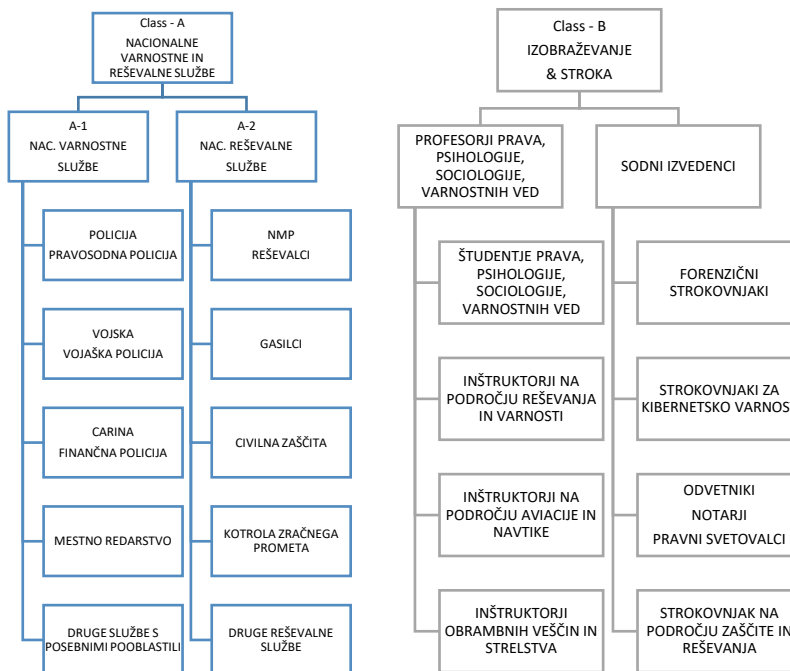 Class - A
NACIONALNE
VARNOSTNE IN
REŠEVALNE SLUŽBE
A-1
NAC. VARNOSTNE
SLUŽBE
POLICIJA
PRAVOSODNA POLICIJA
VOJSKA
VOJAŠKA POLICIJA
CARINA
FINANČNA POLICIJA
MESTNO REDARSTVO
DRUGE SLUŽBE S
POSEBNIMI POOBLASTILI
A-2
NAC. REŠEVALNE
SLUŽBE
NMP
REŠEVALCI
GASILCI
CIVILNA ZAŠČITA
KOTROLA ZRAČNEGA
PROMETA
DRUGE REŠEVALNE
SLUŽBE
Class - B
IZOBRAŽEVANJE
& STROKA
PROFESORJI PRAVA,
PSIHOLOGIJE,
SOCIOLOGIJE,
VARNOSTNIH VED
ŠTUDENTJE PRAVA,
PSIHOLOGIJE,
SOCIOLOGIJE,
VARNOSTNIH VED
INŠTRUKTORJI NA
PODROČJU REŠEVANJA
IN VARNOSTI
INŠTRUKTORJI NA
PODROČJU AVIACIJE IN
NAVTIKE
INŠTRUKTORJI
OBRAMBNIH VEŠČIN IN
STRELSTVA
SODNI IZVEDENCI
FORENZIČNI
STROKOVNJAKI
STROKOVNJAKI ZA
KIBERNETSKO VARNOS
ODVETNIKI
NOTARJI
PRAVNI SVETOVALCI
STROKOVNJAK NA
PODROČJU ZAŠČITE IN
REŠEVANJA